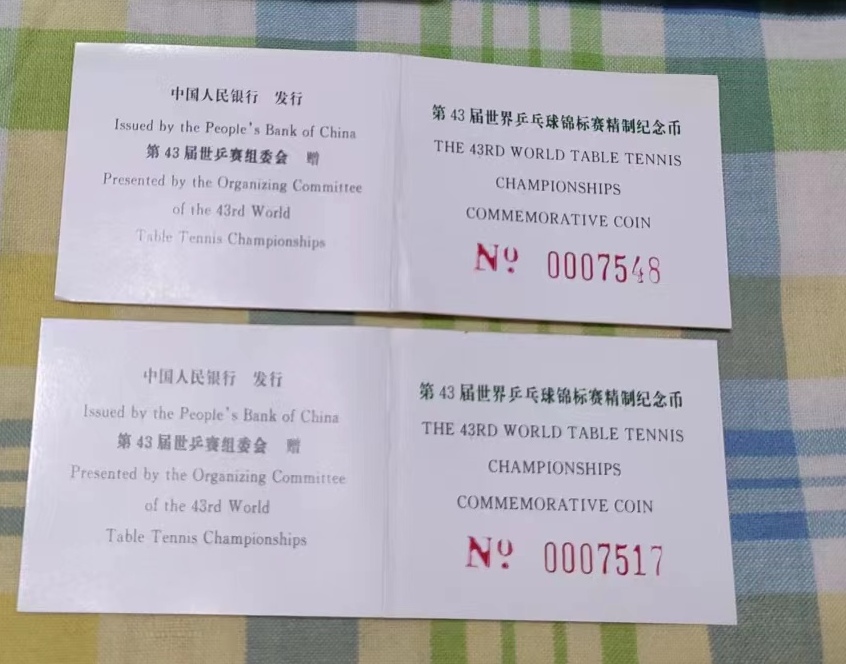 中国人民银行 发行
Issued by the People's Bank of China
第43届世乒赛组委会 赠
Presented by the Organizing Committee
of the 43rd World
Table Tennis Championships
第43届世界乒乓球锦标赛精制纪念币
THE 43RD WORLD TABLE TENNIS
CHAMPIONSHIPS
COMMEMORATIVE COIN
Nº 0007548
中国人民银行 发行
Issued by the People's Bank of China
第43届世乒赛组委会 赠
Presented by the Organizing Committee
of the 43rd World
Table Tennis Championships
第43届世界乒乓球锦标赛精制纪念币
THE 43RD WORLD TABLE TENNIS
CHAMPIONSHIPS
COMMEMORATIVE COIN
Nº 0007517